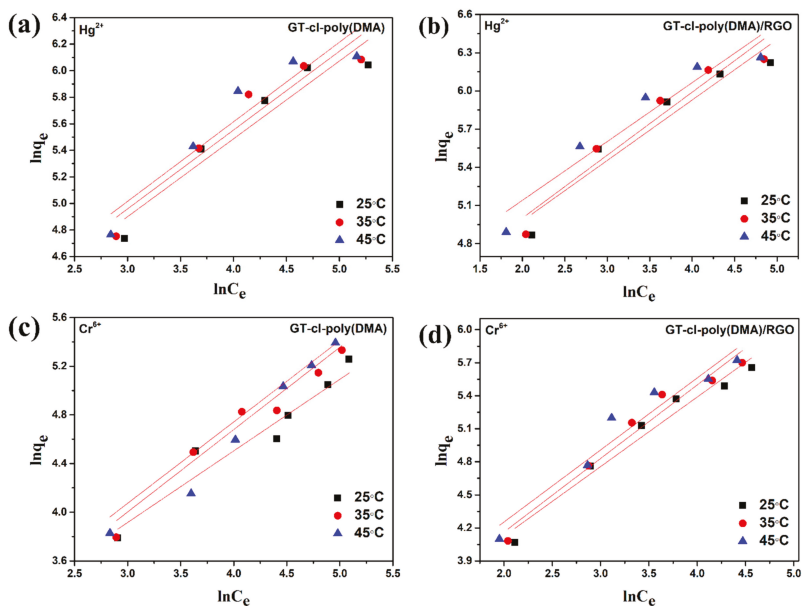 (a)
Hg²⁺ GT-cl-poly(DMA)
lnqₑ
6.4
6.2
6.0
5.8
5.6
5.4
5.2
5.0
4.8
4.6
25°C
35°C
45°C
2.5 3.0 3.5 4.0 4.5 5.0 5.5
lnCₑ
(b)
Hg²⁺ GT-cl-poly(DMA)/RGO
lnqₑ
6.6
6.3
6.0
5.7
5.4
5.1
4.8
25°C
35°C
45°C
1.5 2.0 2.5 3.0 3.5 4.0 4.5 5.0
lnCₑ
(c)
Cr⁶⁺ GT-cl-poly(DMA)
lnqₑ
5.6
5.2
4.8
4.4
4.0
3.6
25°C
35°C
45°C
2.5 3.0 3.5 4.0 4.5 5.0 5.5
lnCₑ
(d)
Cr⁶⁺ GT-cl-poly(DMA)/RGO
lnqₑ
6.0
5.7
5.4
5.1
4.8
4.5
4.2
3.9
25°C
35°C
45°C
2.0 2.5 3.0 3.5 4.0 4.5 5.0
lnCₑ